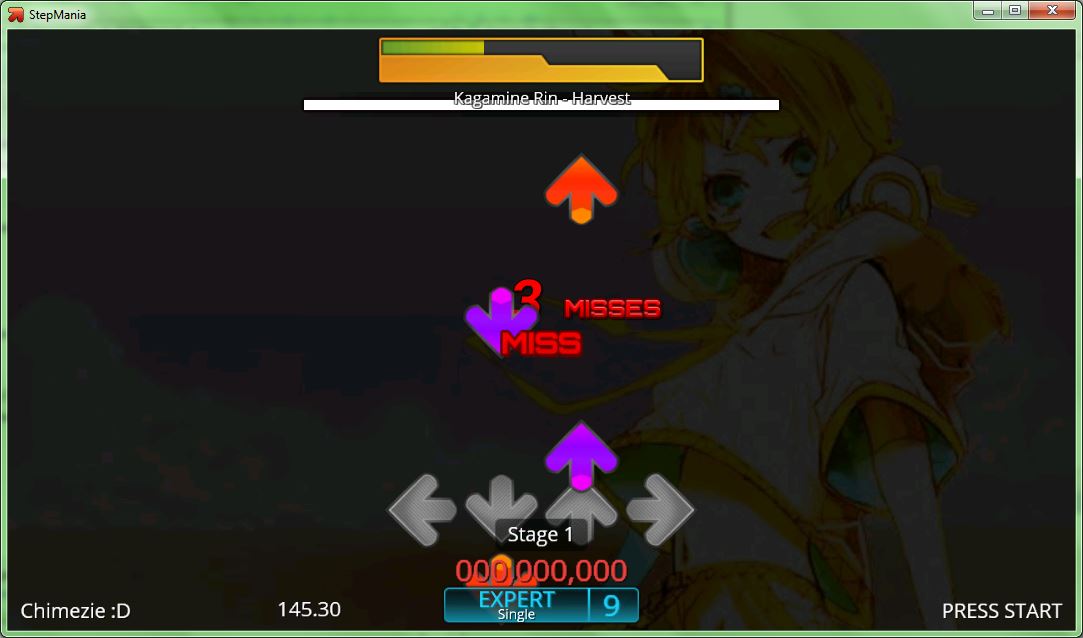 StepMania
Kagamine Rin - Harvest
3 MISSES
MISS
Stage 1
000,000,000
EXPERT 9
Single
Chimezie :D
145.30
PRESS START